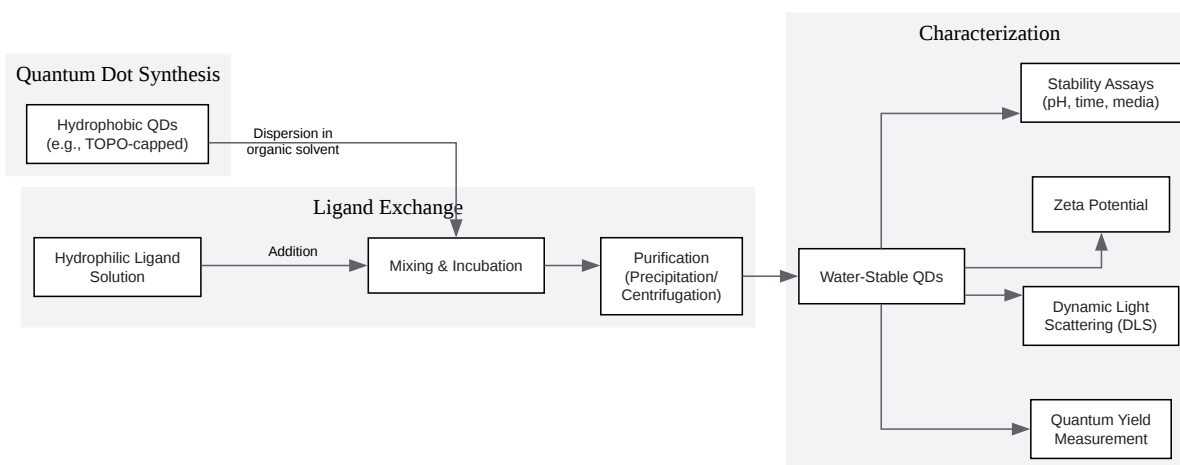 Quantum Dot Synthesis
Hydrophobic QDs
(e.g., TOPO-capped)
Dispersion in
organic solvent
Ligand Exchange
Hydrophilic Ligand
Solution
Addition
Mixing & Incubation
Purification
(Precipitation/
Centrifugation)
Characterization
Water-Stable QDs
Stability Assays
(pH, time, media)
Zeta Potential
Dynamic Light
Scattering (DLS)
Quantum Yield
Measurement